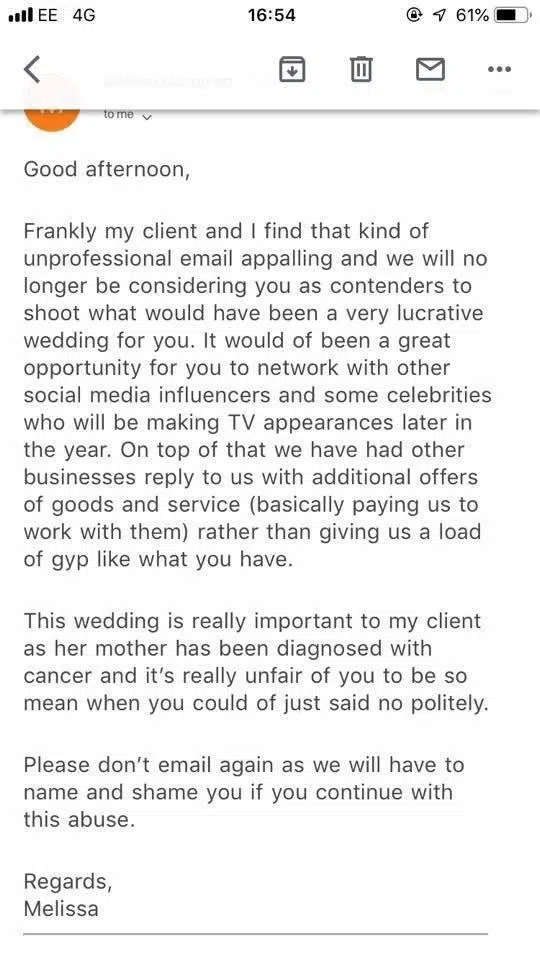 EE 4G 16:54 61%
to me
Good afternoon,
Frankly my client and I find that kind of
unprofessional email appalling and we will no
longer be considering you as contenders to
shoot what would have been a very lucrative
wedding for you. It would of been a great
opportunity for you to network with other
social media influencers and some celebrities
who will be making TV appearances later in
the year. On top of that we have had other
businesses reply to us with additional offers
of goods and service (basically paying us to
work with them) rather than giving us a load
of gyp like what you have.
This wedding is really important to my client
as her mother has been diagnosed with
cancer and it’s really unfair of you to be so
mean when you could of just said no politely.
Please don’t email again as we will have to
name and shame you if you continue with
this abuse.
Regards,
Melissa